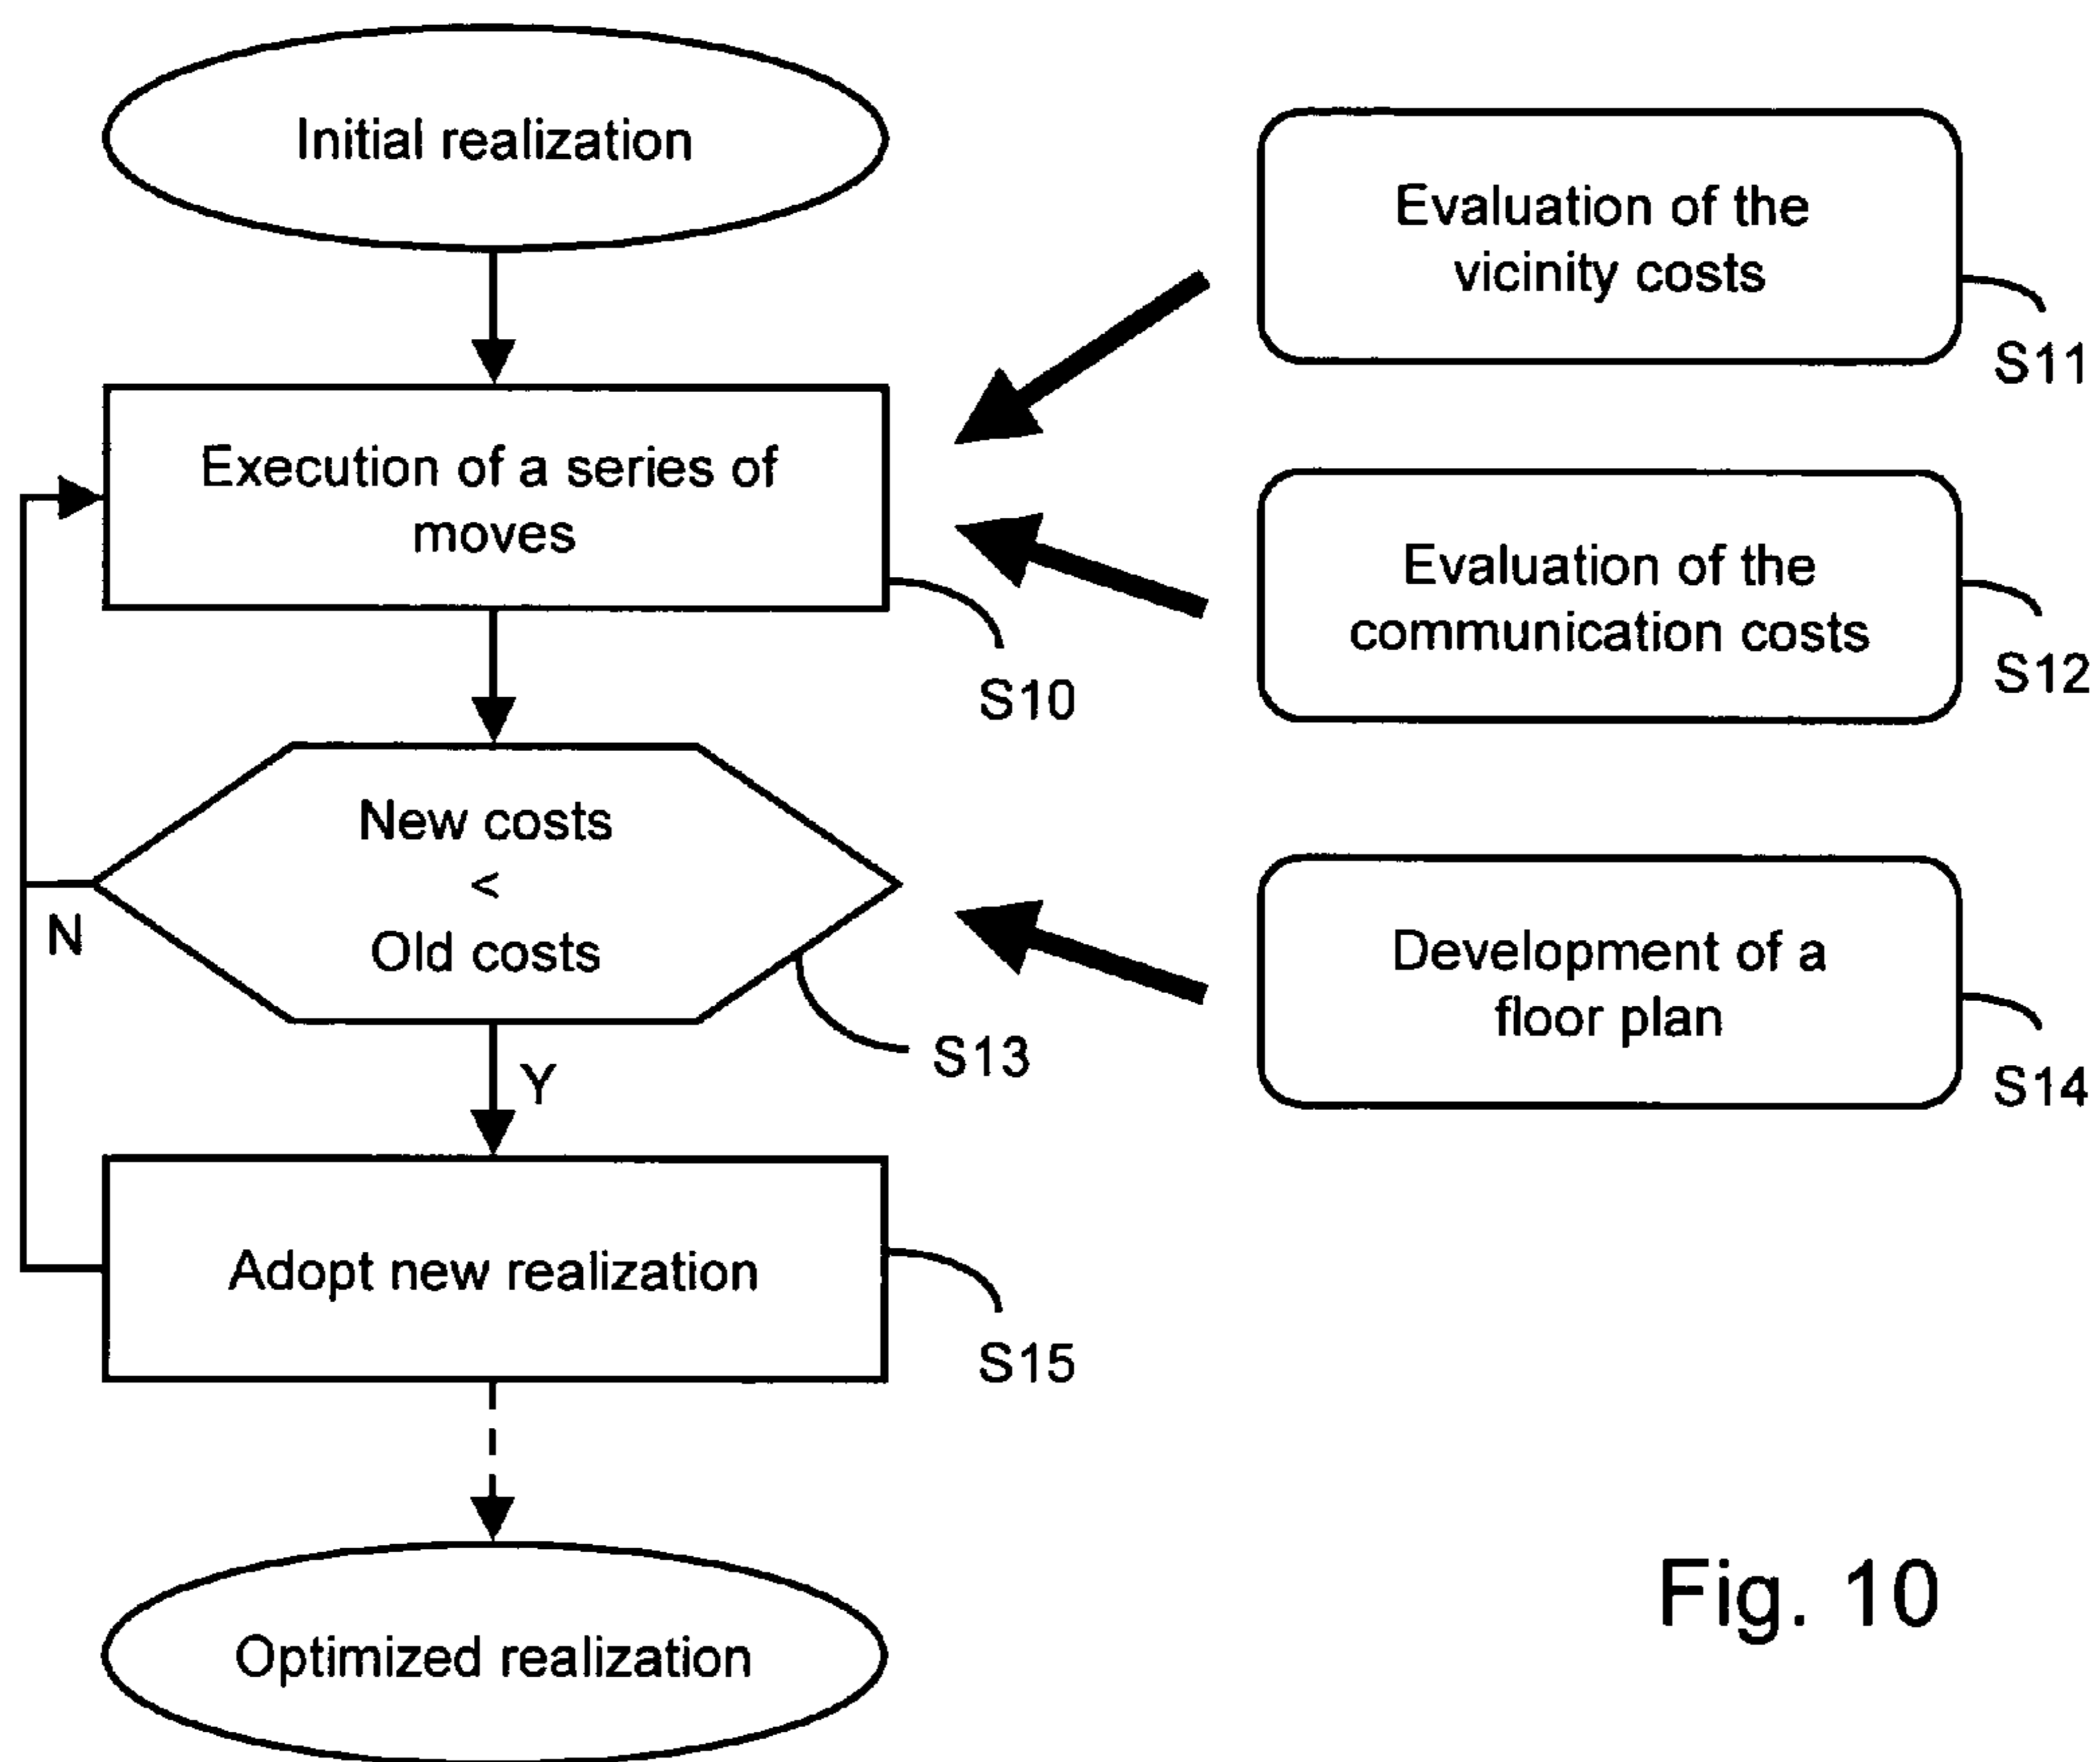 Initial realization
Evaluation of the
vicinity costs
S11
Execution of a series of
moves
S10
Evaluation of the
communication costs
S12
New costs
<
Old costs
N
Y
S13
Development of a
floor plan
S14
Adopt new realization
S15
Optimized realization
Fig. 10